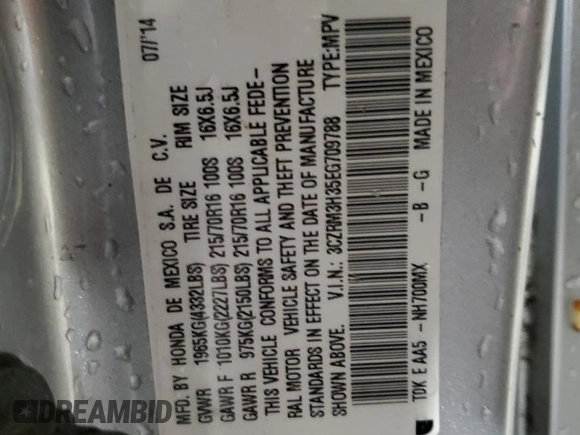 MFD. BY HONDA DE MEXICO S.A. DE C.V. 07/'14
GVWR 1965KG(4332LBS) TIRE SIZE RIM SIZE
GAWR F 1010KG(2227LBS) 215/70R16 100S 16X6.5J
GAWR R 975KG(2150LBS) 215/70R16 100S 16X6.5J
THIS VEHICLE CONFORMS TO ALL APPLICABLE FEDE-
RAL MOTOR VEHICLE SAFETY AND THEFT PREVENTION
STANDARDS IN EFFECT ON THE DATE OF MANUFACTURE
SHOWN ABOVE. V.I.N.: 3CZRM3H35EG709788 TYPE:MPV
TDK E AA5 - NH700MX -B -G MADE IN MEXICO
DREAMBID